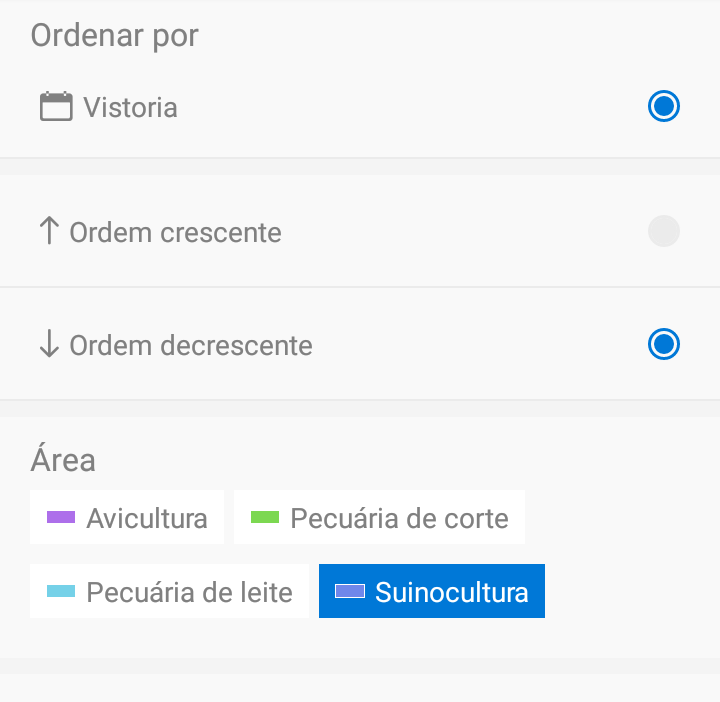 Ordenar por
Vistoria
Ordem crescente
Ordem decrescente
Área
Avicultura
Pecuária de corte
Pecuária de leite
Suinocultura